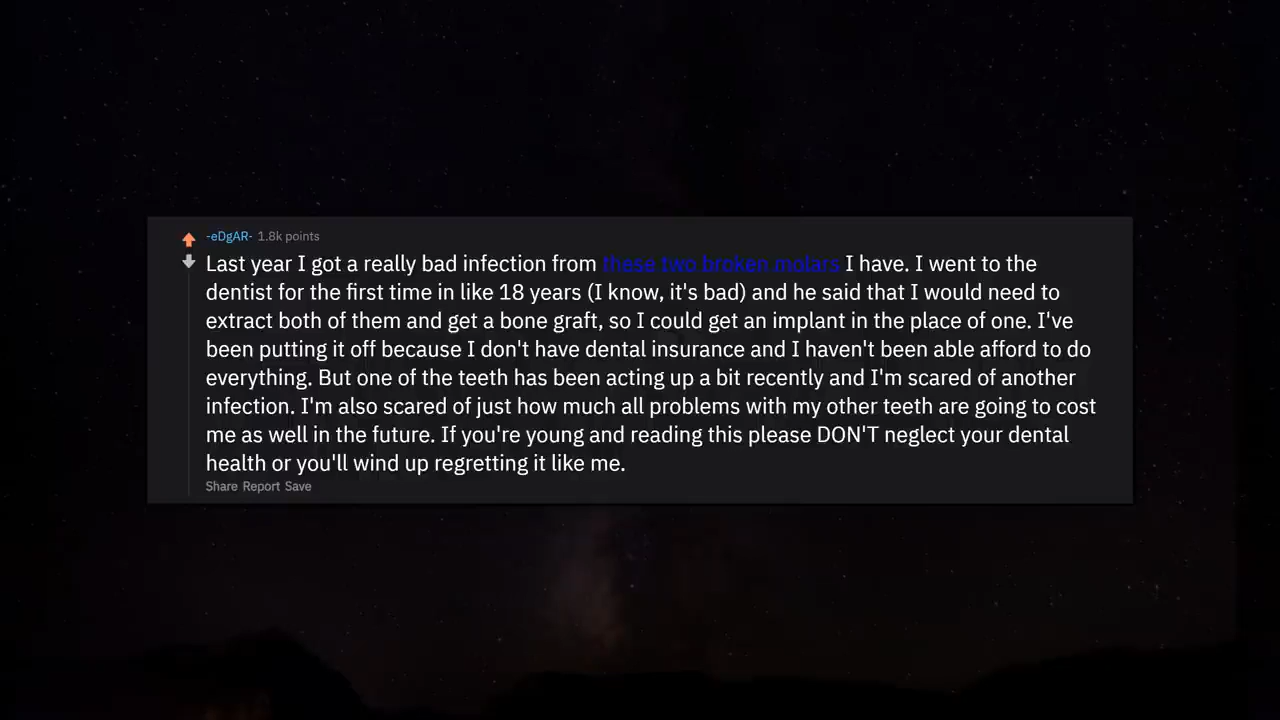 -eDgAR- 1.8k points
Last year I got a really bad infection from these two broken molars I have. I went to the
dentist for the first time in like 18 years (I know, it's bad) and he said that I would need to
extract both of them and get a bone graft, so I could get an implant in the place of one. I've
been putting it off because I don't have dental insurance and I haven't been able afford to do
everything. But one of the teeth has been acting up a bit recently and I'm scared of another
infection. I'm also scared of just how much all problems with my other teeth are going to cost
me as well in the future. If you're young and reading this please DON'T neglect your dental
health or you'll wind up regretting it like me.
Share Report Save